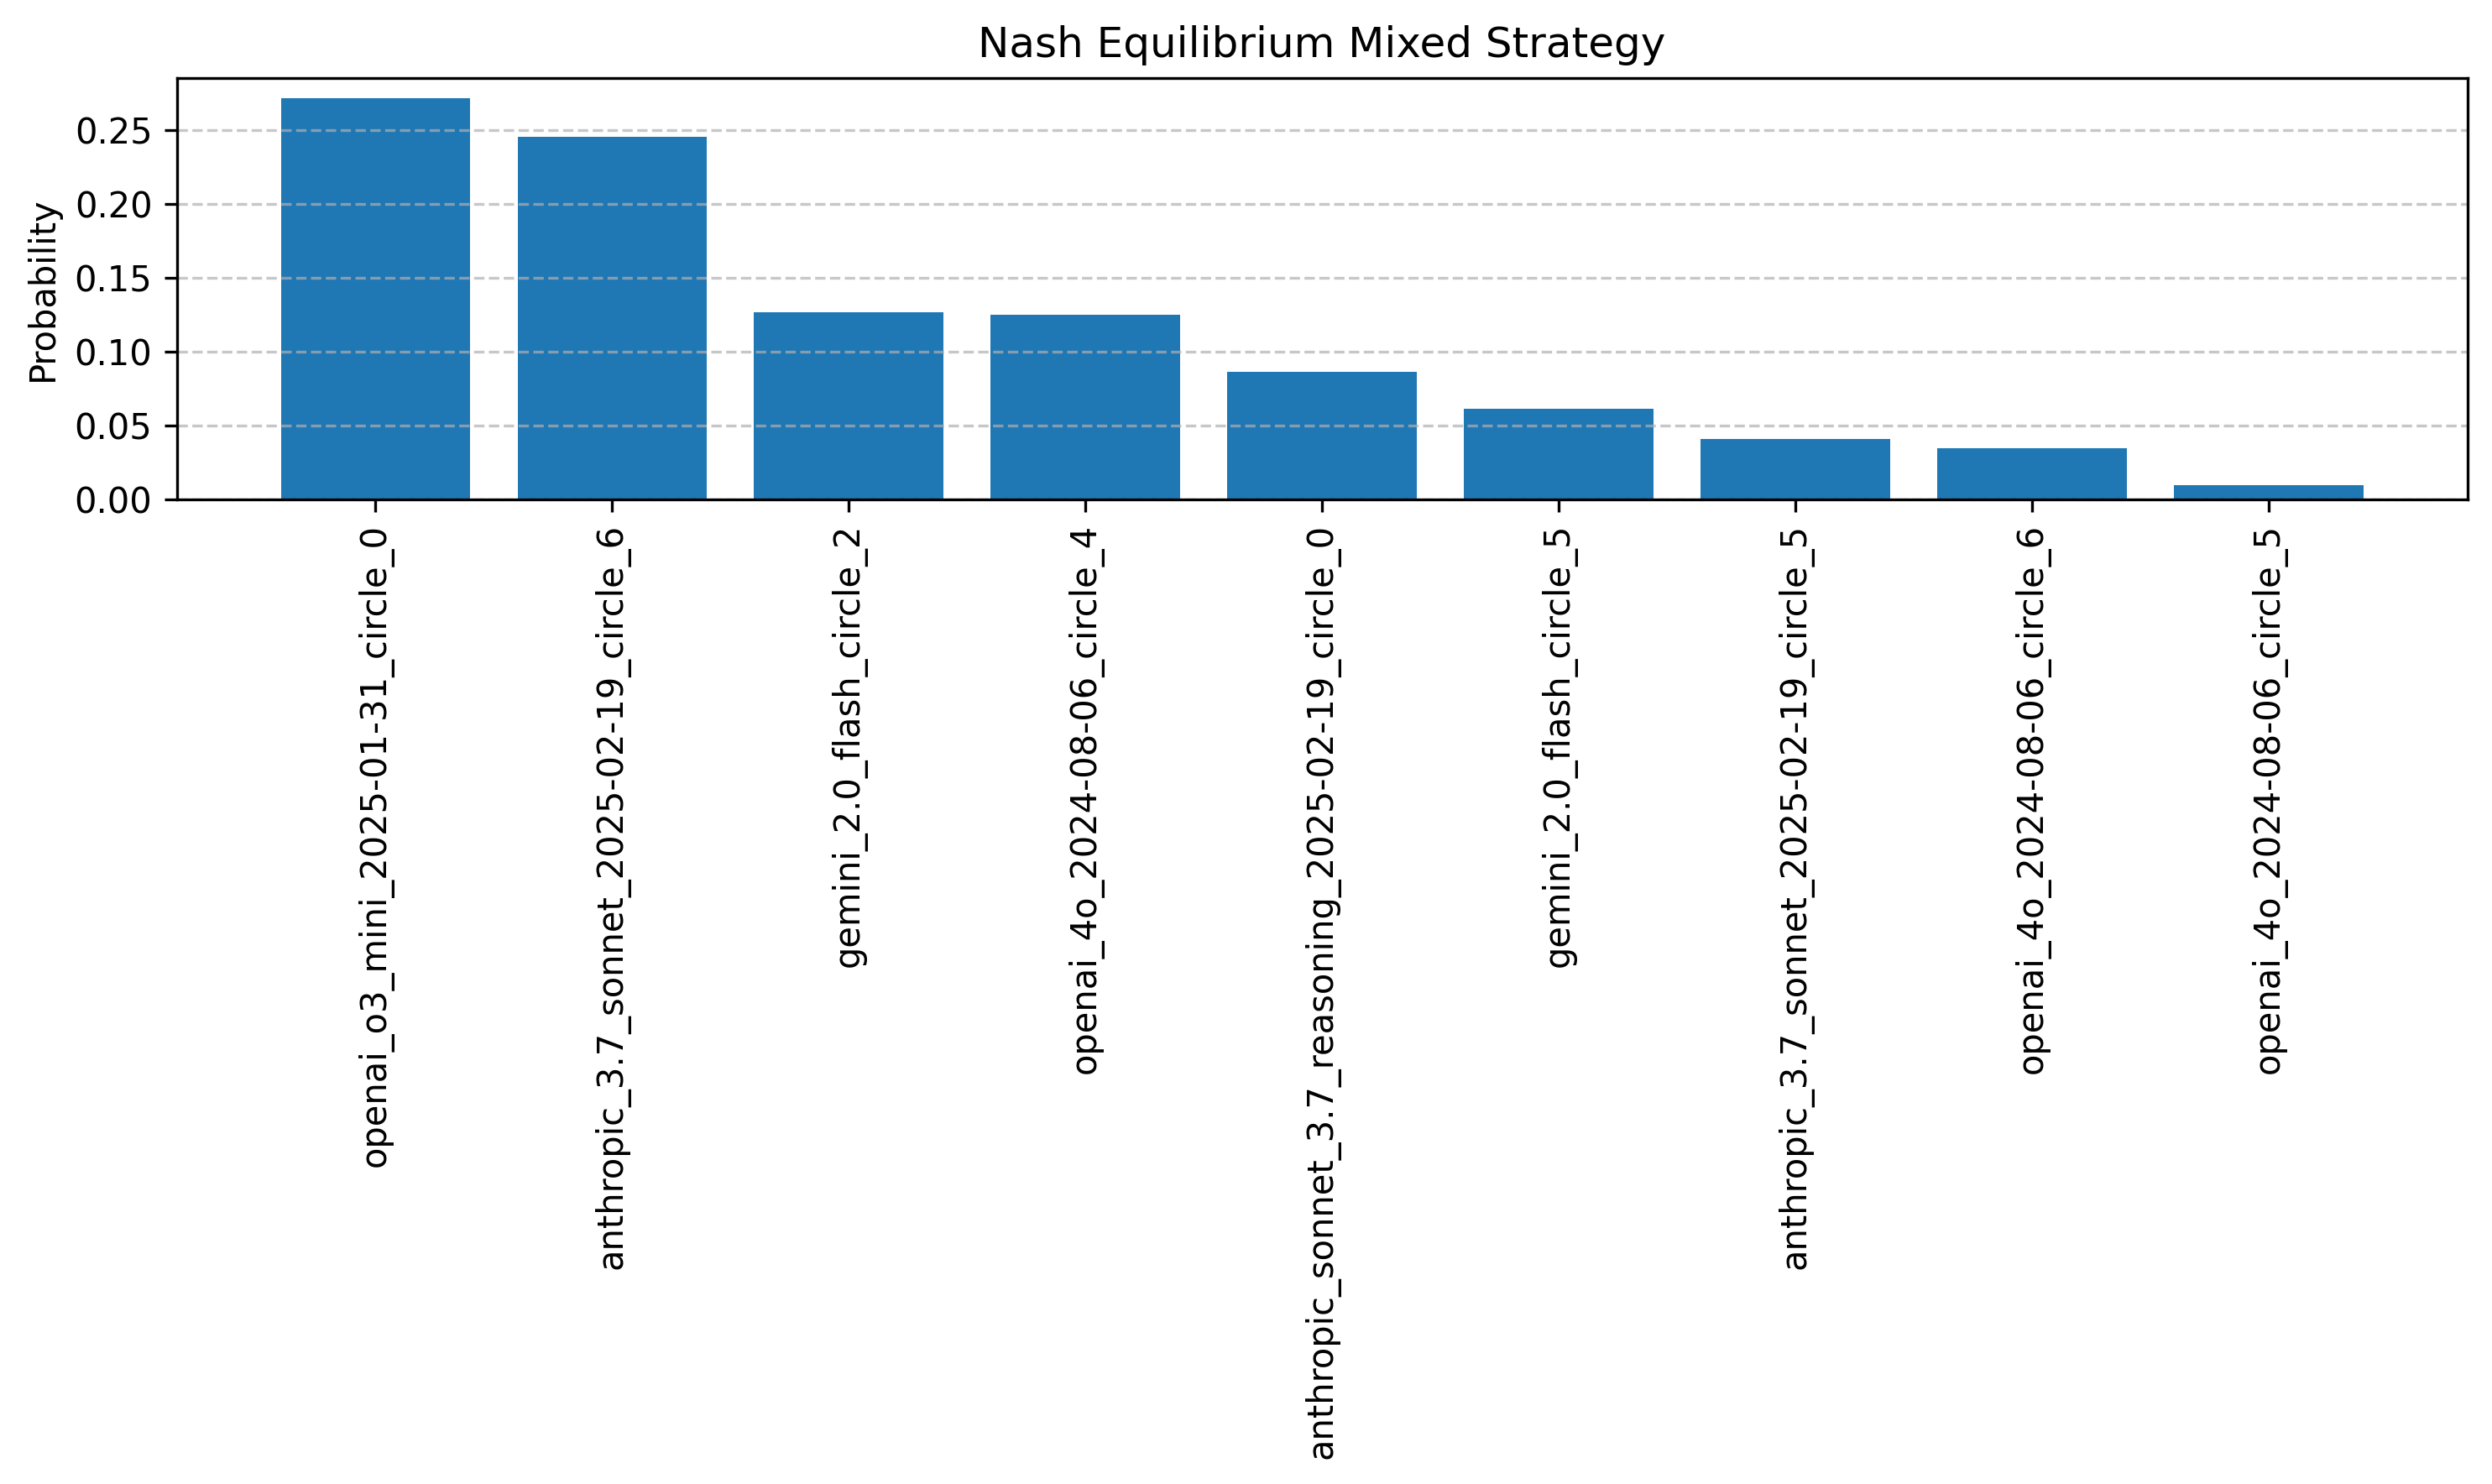 Nash Equilibrium Mixed Strategy
Probability
0.25
0.20
0.15
0.10
0.05
0.00
openai_o3_mini_2025-01-31_circle_0
anthropic_3.7_sonnet_2025-02-19_circle_6
gemini_2.0_flash_circle_2
openai_4o_2024-08-06_circle_4
anthropic_sonnet_3.7_reasoning_2025-02-19_circle_0
gemini_2.0_flash_circle_5
anthropic_3.7_sonnet_2025-02-19_circle_5
openai_4o_2024-08-06_circle_6
openai_4o_2024-08-06_circle_5